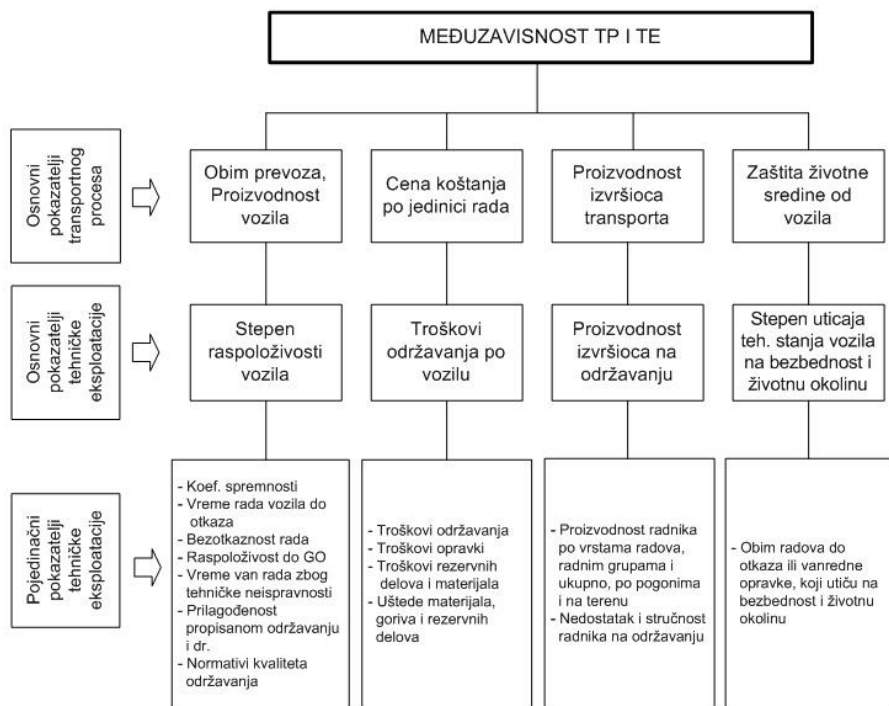 MEĐUZAVISNOST TP I TE
Osnovni
pokazatelji
transportnog
procesa
Obim prevoza,
Proizvodnost
vozila
Cena koštanja
po jedinici rada
Proizvodnost
izvršioca
transporta
Zaštita životne
sredine od
vozila
Osnovni
pokazatelji
tehničke
eksploatacije
Stepen
raspoloživosti
vozila
Troškovi
održavanja po
vozilu
Proizvodnost
izvršioca na
održavanju
Stepen uticaja
teh. stanja vozila
na bezbednost i
životnu okolinu
Pojedinačni
pokazatelji
tehničke
eksploatacije
- Koef. spremnosti
- Vreme rada vozila do
otkaza
- Bezotkaznost rada
- Raspoloživost do GO
- Vreme van rada zbog
tehničke neispravnosti
- Prilagođenost
propisanom održavanju
i dr.
- Normativi kvaliteta
održavanja
- Troškovi održavanja
- Troškovi opravki
- Troškovi rezervnih
delova i materijala
- Uštede materijala,
goriva i rezervnih
delova
- Proizvodnost radnika
po vrstama radova,
radnim grupama i
ukupno, po pogonima
i na terenu
- Nedostatak i stručnost
radnika na održavanju
- Obim radova do
otkaza ili vanredne
opravke, koji utiču na
bezbednost i životnu
okolinu